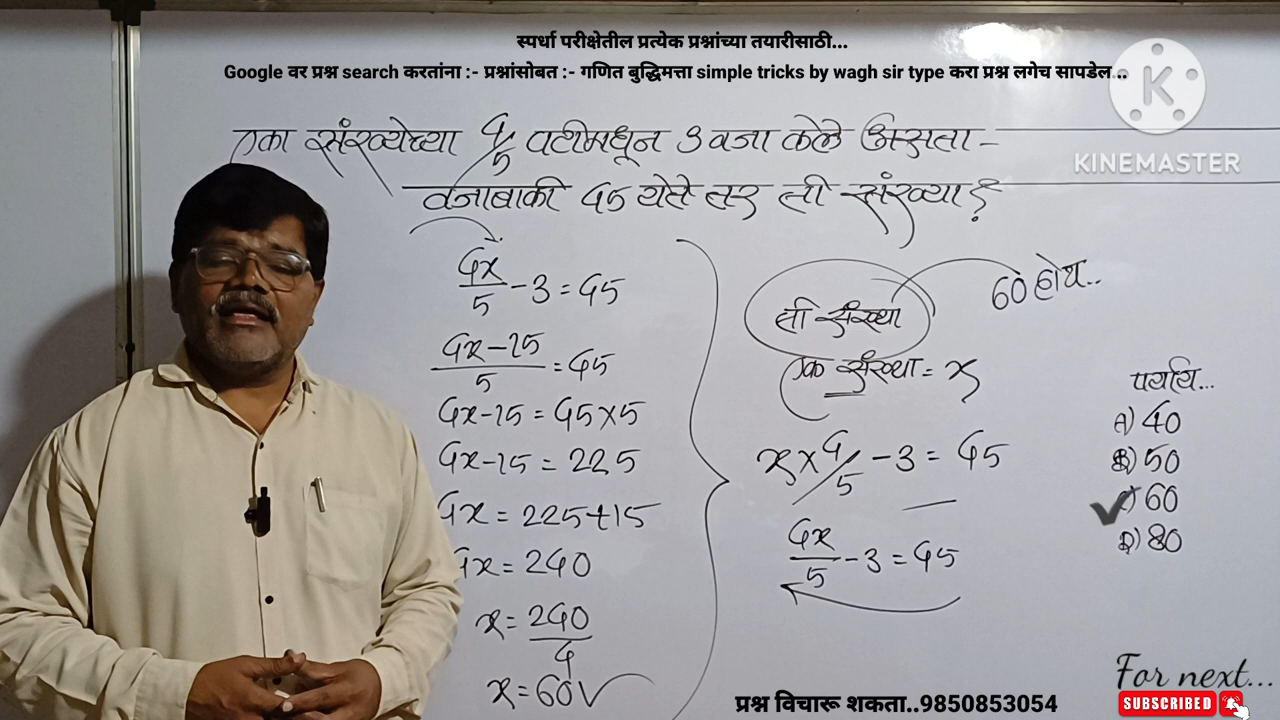 स्पर्धा परीक्षेतील प्रत्येक प्रश्नांच्या तयारीसाठी...
Google वर प्रश्न search करतांना :- प्रश्नांसोबत :- गणित बुद्धिमत्ता simple tricks by wagh sir type करा प्रश्न लगेच सापडेल...
K
KINEMASTER
एका संख्येच्या 4/5 पटीमधून 3 वजा केले असता -
वजाबाकी 45 येते तर ती संख्या ?
4x/5 - 3 = 45
4x - 15/5 = 45
4x - 15 = 45 x 5
4x - 15 = 225
4x = 225 + 15
4x = 240
x = 240/4
x = 60
ती संख्या
60 होय..
एक संख्या = x
x x 4/5 - 3 = 45
4x/5 - 3 = 45
पर्याय...
A) 40
B) 50
C) 60
D) 80
For next...
SUBSCRIBED
प्रश्न विचारू शकता..9850853054